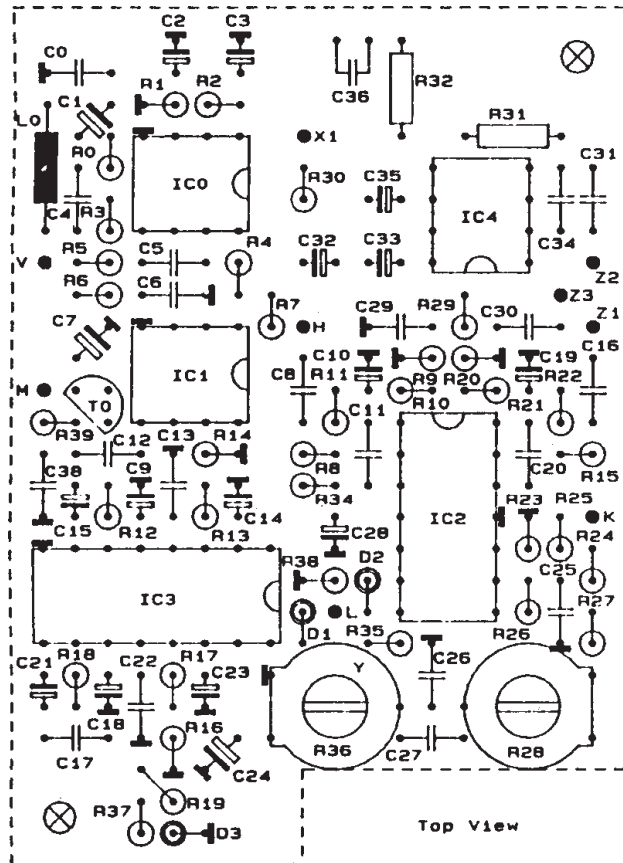 C2 C3
C0
C1 R1 R2 C36 R32
L0 R31
R0 X1
IC0 R30 C35 C31
C4 R3 IC4
C34
V R5 C5 R4 C32 C33 Z2
R6 C6 Z3
R7 C29 R29 C30 Z1
C7 H
IC1 C10 C19 C16
C8 R11 R9 R20 R22
M T0 R10 R21
R39 C12 C13 R14 C11
C38 C9 R8 C20 R15
R34 R23 R25
C15 R12 R13 C14 IC2 K
C28 R24
R38 D2 C25
IC3 R27
L R26
D1 R35
C21 R18 C22 R17 C23 Y C26
C18 R16 R36 R28
C17 C24 C27
R19
R37 D3 Top View